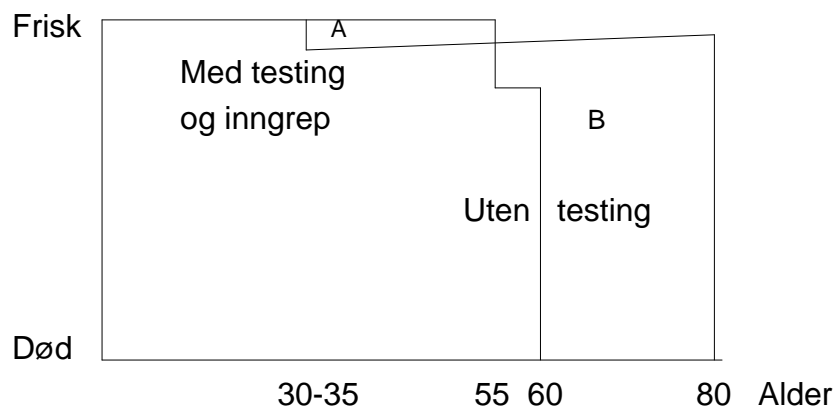 Frisk
A
Med testing
og inngrep
B
Uten testing
Død
30-35 55 60 80 Alder